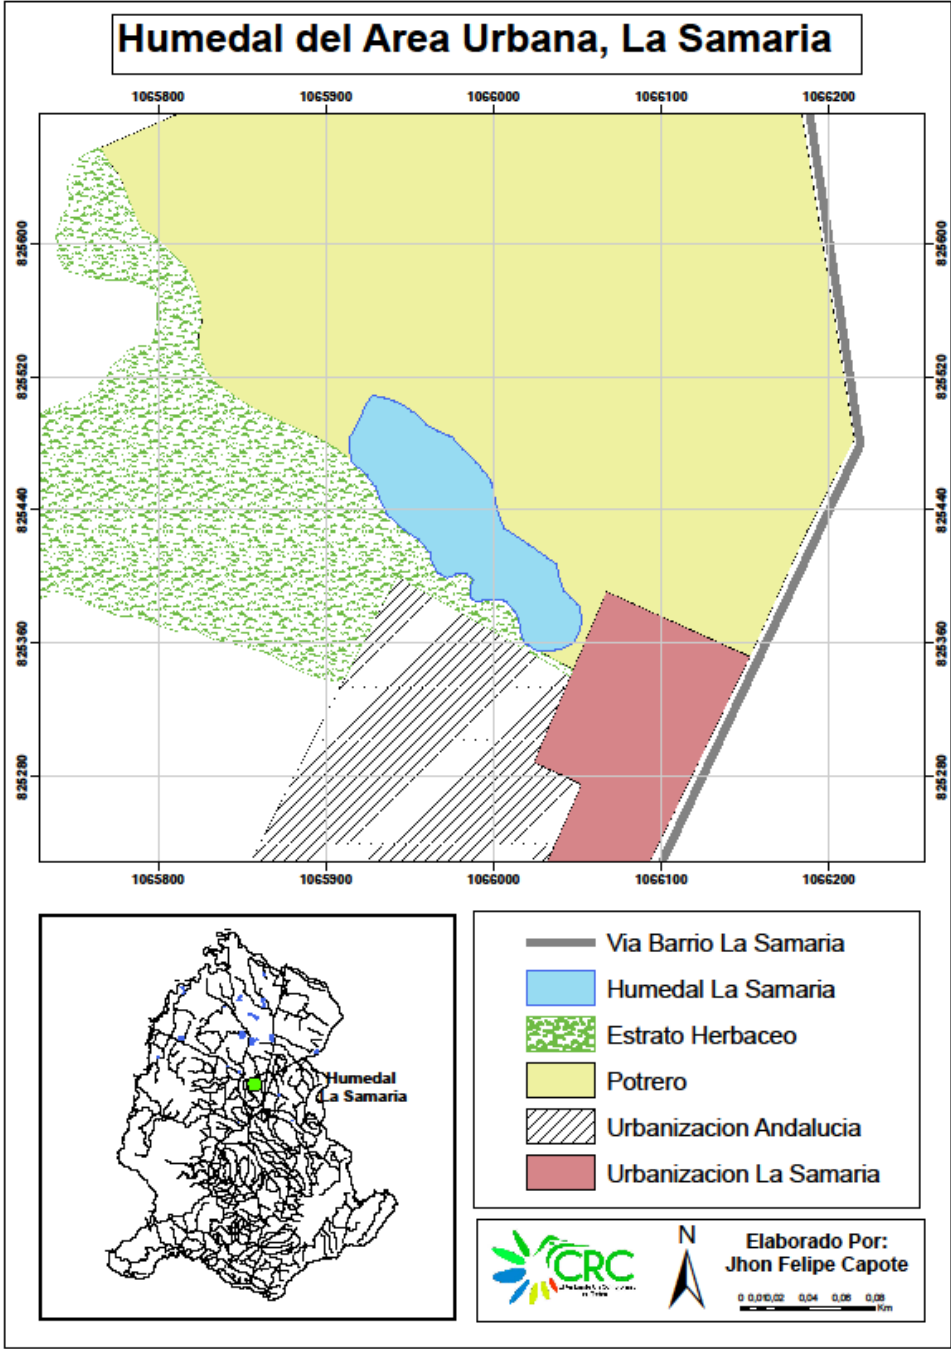 Humedal del Area Urbana, La Samaria
1065800 1065900 1066000 1066100 1066200
825600 825600
825520 825520
825440 825440
825360 825360
825280 825280
1065800 1065900 1066000 1066100 1066200
Humedal
La Samaria
Via Barrio La Samaria
Humedal La Samaria
Estrato Herbaceo
Potrero
Urbanizacion Andalucia
Urbanizacion La Samaria
CRC
N
Elaborado Por:
Jhon Felipe Capote
0 0,010,02 0,04 0,06 0,08
Km